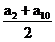 a₂ + a₁₀
2